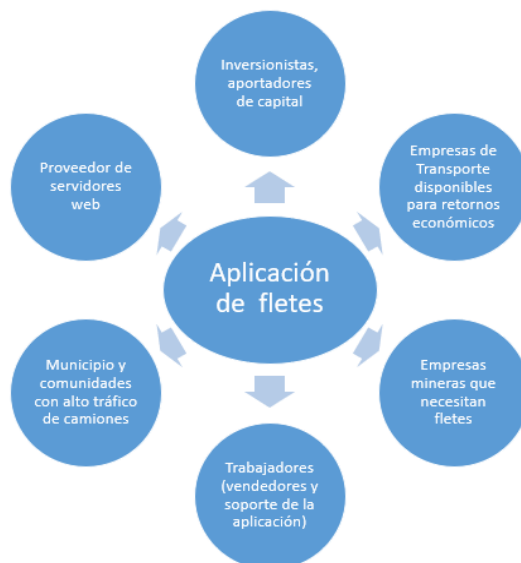 Inversionistas,
aportadores
de capital
Proveedor de
servidores
web
Empresas de
Transporte
disponibles
para retornos
económicos
Aplicación
de fletes
Municipio y
comunidades
con alto tráfico
de camiones
Empresas
mineras que
necesitan
fletes
Trabajadores
(vendedores y
soporte de la
aplicación)